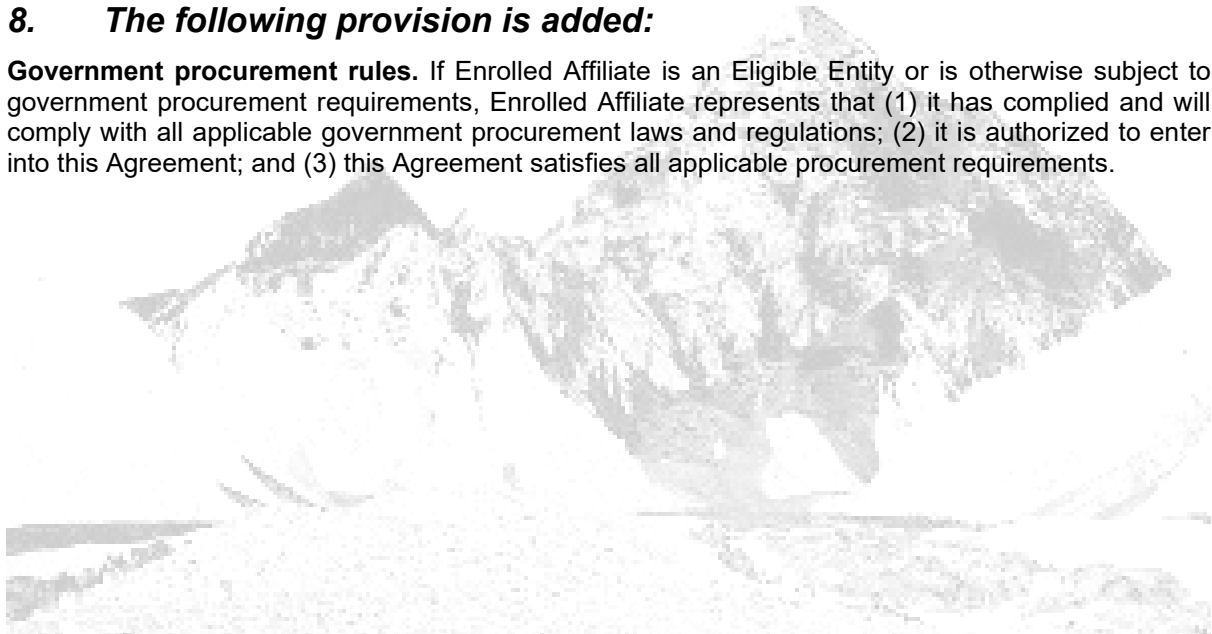 8. The following provision is added:
Government procurement rules. If Enrolled Affiliate is an Eligible Entity or is otherwise subject to
government procurement requirements, Enrolled Affiliate represents that (1) it has complied and will
comply with all applicable government procurement laws and regulations; (2) it is authorized to enter
into this Agreement; and (3) this Agreement satisfies all applicable procurement requirements.